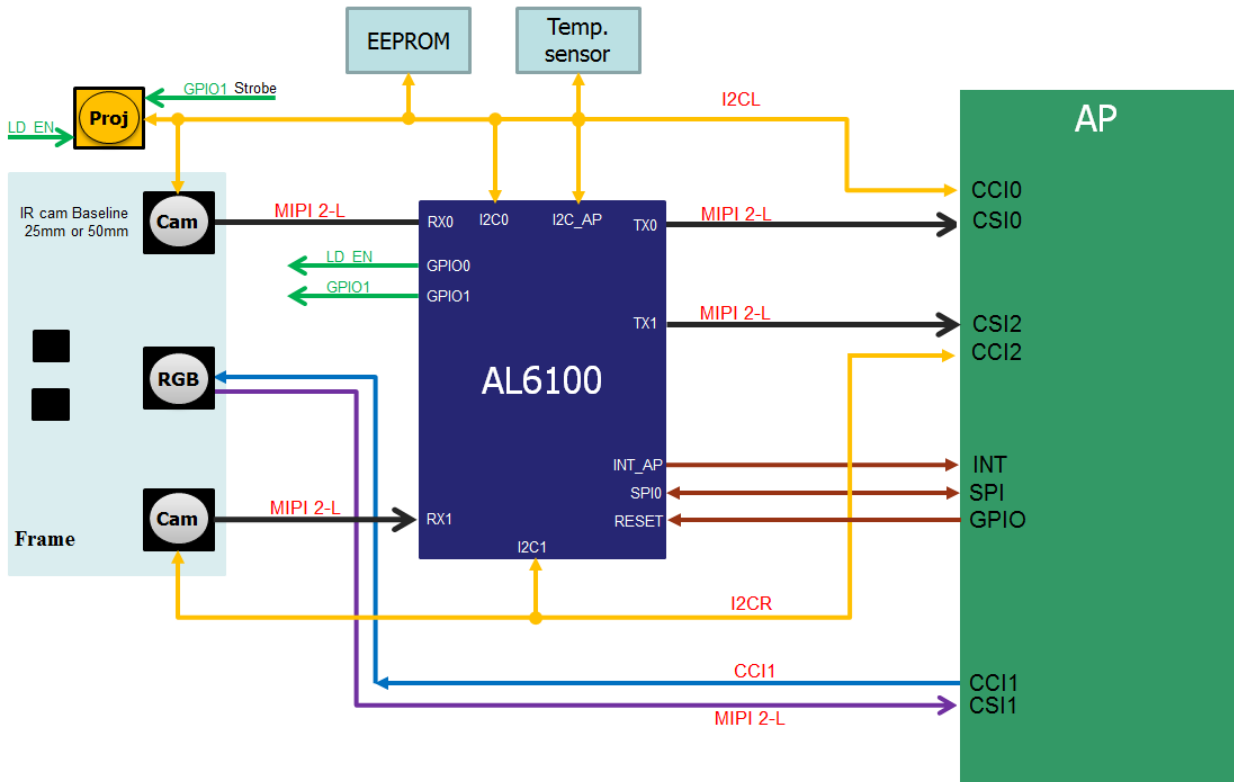 EEPROM
Temp.
sensor
GPIO1 Strobe
LD_EN
Proj
I2CL
AP
IR cam Baseline
25mm or 50mm
Cam
MIPI 2-L
RX0
I2C0
I2C_AP
TX0
MIPI 2-L
CCI0
CSI0
LD_EN
GPIO0
GPIO1
GPIO1
TX1
MIPI 2-L
CSI2
CCI2
RGB
AL6100
INT_AP
INT
SPI0
SPI
RESET
GPIO
Cam
MIPI 2-L
RX1
Frame
I2C1
I2CR
CCI1
CCI1
CSI1
MIPI 2-L